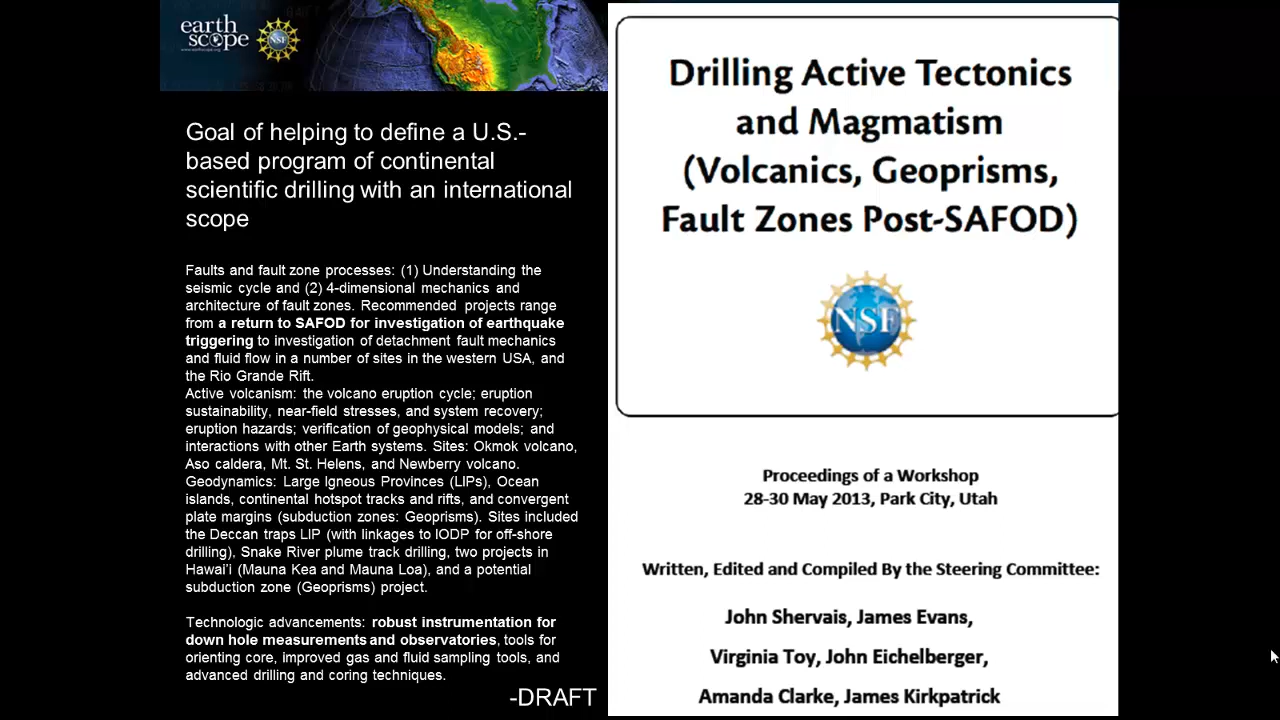 earth
scope
www.earthscope.org
NSF
Goal of helping to define a U.S.-
based program of continental
scientific drilling with an international
scope
Faults and fault zone processes: (1) Understanding the
seismic cycle and (2) 4-dimensional mechanics and
architecture of fault zones. Recommended projects range
from a return to SAFOD for investigation of earthquake
triggering to investigation of detachment fault mechanics
and fluid flow in a number of sites in the western USA, and
the Rio Grande Rift.
Active volcanism: the volcano eruption cycle; eruption
sustainability, near-field stresses, and system recovery;
eruption hazards; verification of geophysical models; and
interactions with other Earth systems. Sites: Okmok volcano,
Aso caldera, Mt. St. Helens, and Newberry volcano.
Geodynamics: Large Igneous Provinces (LIPs), Ocean
islands, continental hotspot tracks and rifts, and convergent
plate margins (subduction zones: Geoprisms). Sites included
the Deccan traps LIP (with linkages to IODP for off-shore
drilling), Snake River plume track drilling, two projects in
Hawai'i (Mauna Kea and Mauna Loa), and a potential
subduction zone (Geoprisms) project.
Technologic advancements: robust instrumentation for
down hole measurements and observatories, tools for
orienting core, improved gas and fluid sampling tools, and
advanced drilling and coring techniques.
-DRAFT
Drilling Active Tectonics
and Magmatism
(Volcanics, Geoprisms,
Fault Zones Post-SAFOD)
NSF
Proceedings of a Workshop
28-30 May 2013, Park City, Utah
Written, Edited and Compiled By the Steering Committee:
John Shervais, James Evans,
Virginia Toy, John Eichelberger,
Amanda Clarke, James Kirkpatrick